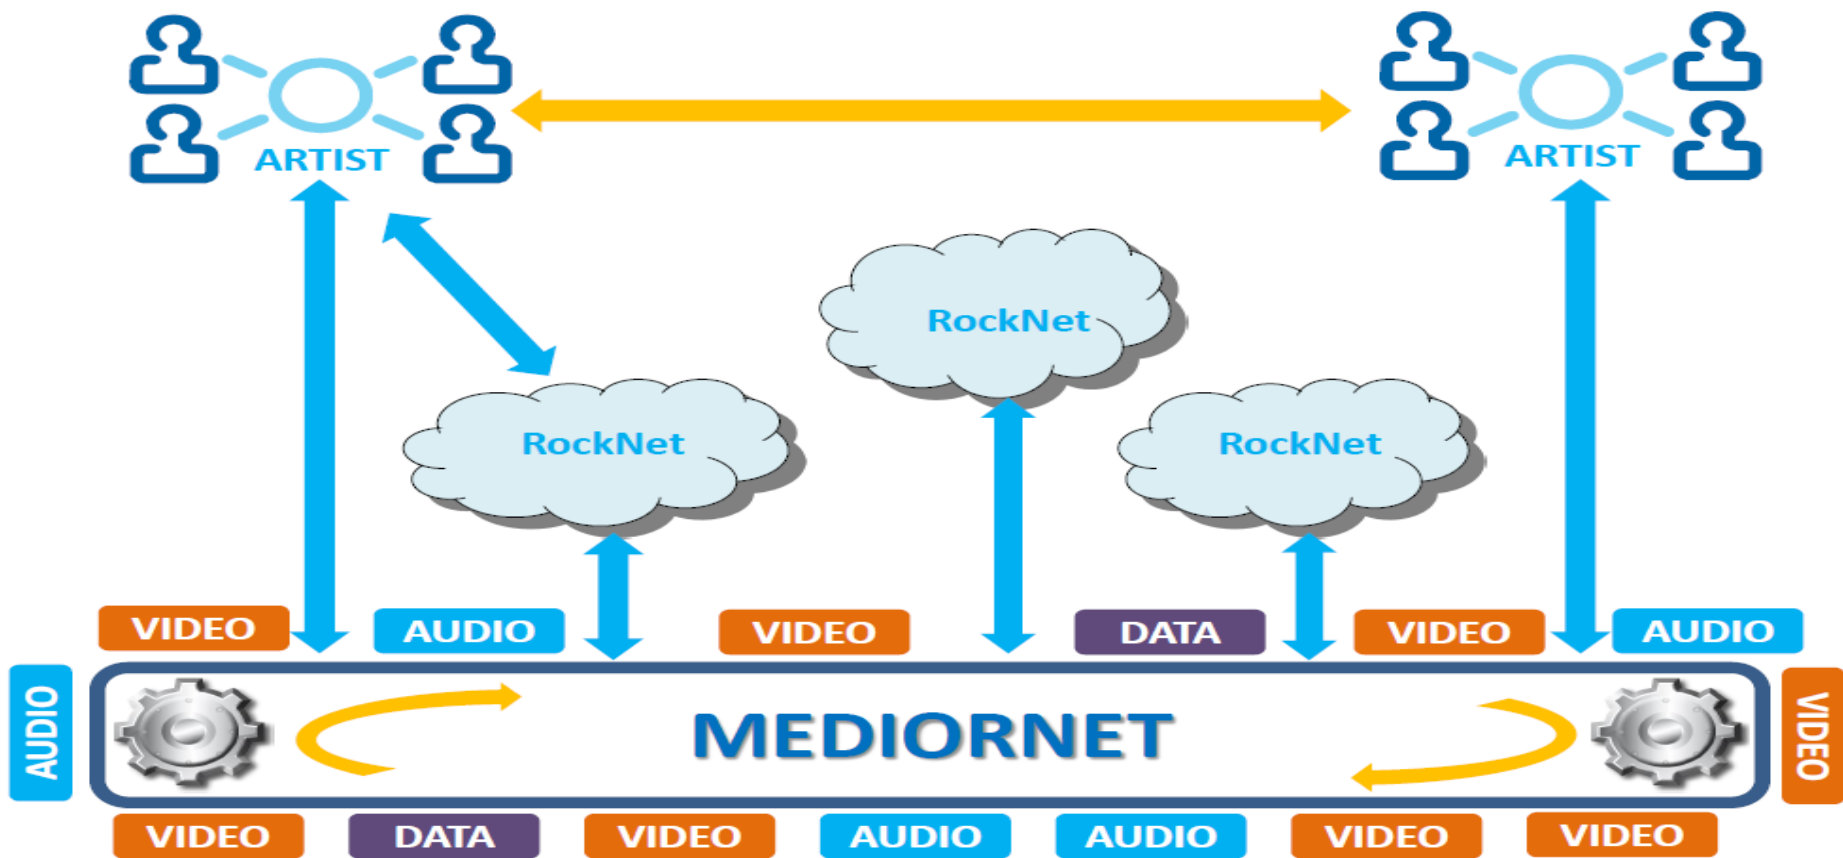 ARTIST
ARTIST
RockNet
RockNet
RockNet
VIDEO
AUDIO
VIDEO
DATA
VIDEO
AUDIO
AUDIO
MEDIORNET
VIDEO
VIDEO
DATA
VIDEO
AUDIO
AUDIO
VIDEO
VIDEO